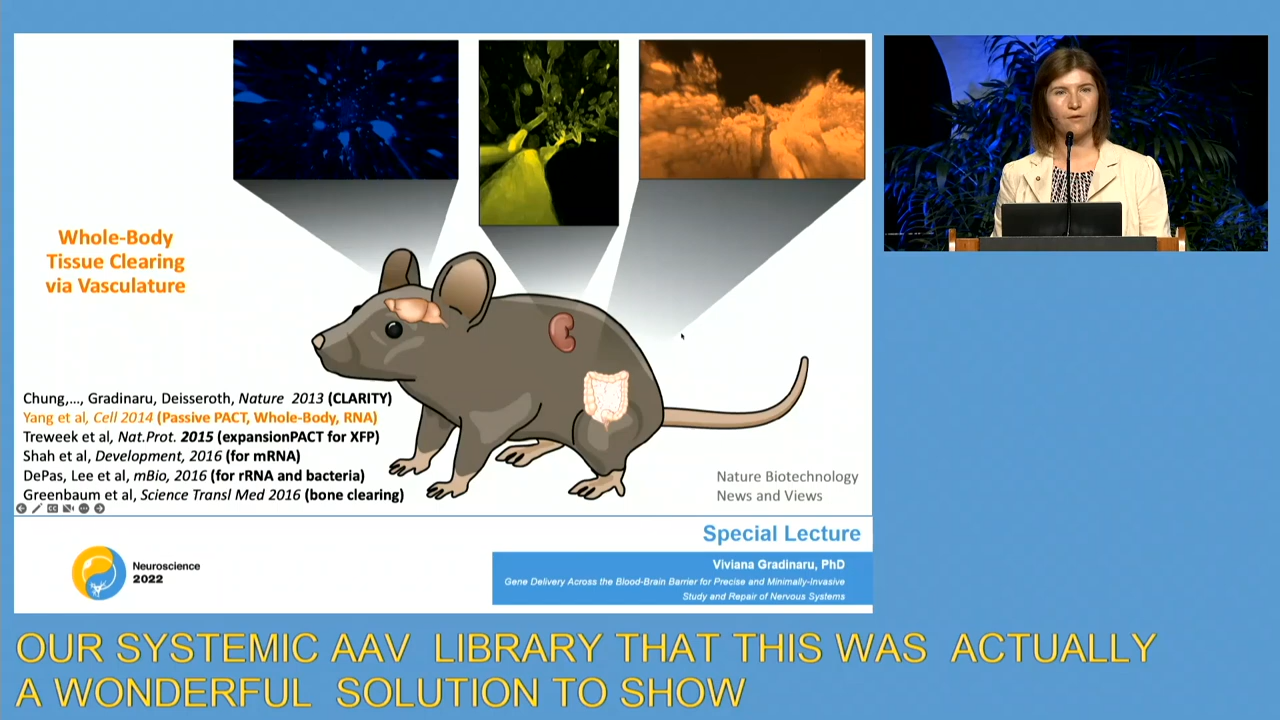 Whole-Body
Tissue Clearing
via Vasculature
Chung,..., Gradinaru, Deisseroth, Nature 2013 (CLARITY)
Yang et al, Cell 2014 (Passive PACT, Whole-Body, RNA)
Treweek et al, Nat.Prot. 2015 (expansionPACT for XFP)
Shah et al, Development, 2016 (for mRNA)
DePas, Lee et al, mBio, 2016 (for rRNA and bacteria)
Greenbaum et al, Science Transl Med 2016 (bone clearing)
Nature Biotechnology
News and Views
Special Lecture
Neuroscience
2022
Viviana Gradinaru, PhD
Gene Delivery Across the Blood-Brain Barrier for Precise and Minimally-Invasive
Study and Repair of Nervous Systems
OUR SYSTEMIC AAV LIBRARY THAT THIS WAS ACTUALLY
A WONDERFUL SOLUTION TO SHOW